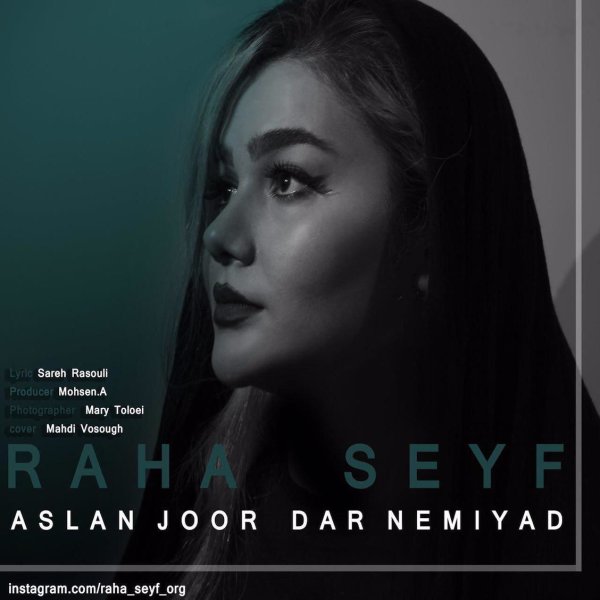 Lyric Sareh Rasouli
Producer Mohsen.A
Photographer Mary Toloei
cover Mahdi Vosough
RAHA SEYF
ASLAN JOOR DAR NEMIYAD
instagram.com/raha_seyf_org